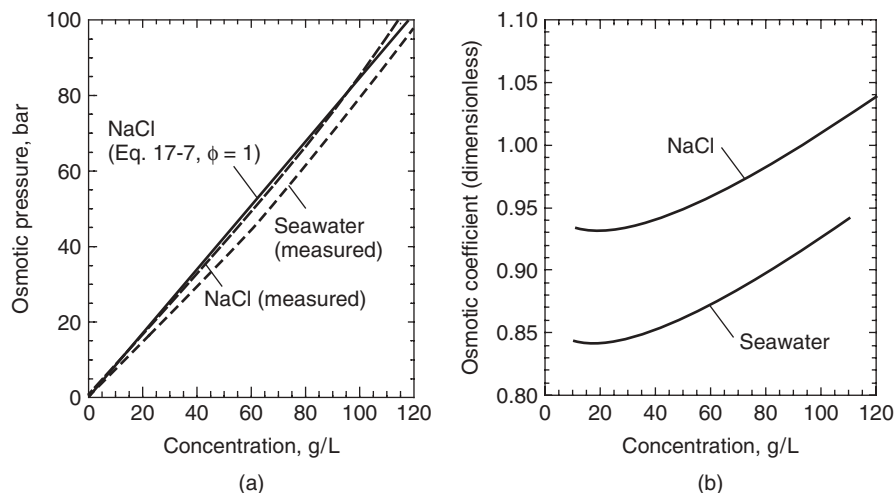 100
80
60
40
20
0
Osmotic pressure, bar
NaCl
(Eq. 17-7, ϕ = 1)
Seawater
(measured)
NaCl (measured)
0 20 40 60 80 100 120
Concentration, g/L
(a)
1.10
1.05
1.00
0.95
0.90
0.85
0.80
Osmotic coefficient (dimensionless)
NaCl
Seawater
0 20 40 60 80 100 120
Concentration, g/L
(b)